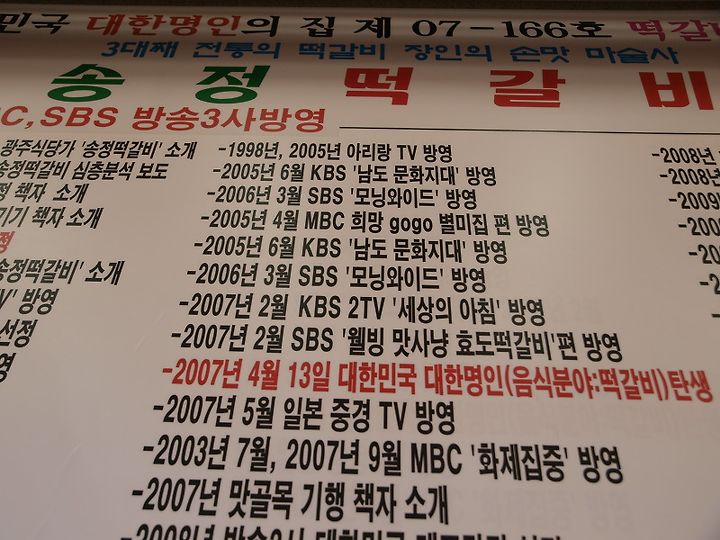 민국 대한명인의 집 제 07-166호 떡갈
3대째 전통의 떡갈비 장인의 손맛 마술사
송정떡갈비
C,SBS 방송3사방영
광주식당가 '송정떡갈비' 소개
송정떡갈비 심층분석 보도
정 책자 소개
기기 책자 소개
정
송정떡갈비' 소개
V' 방영
선정
영
-1998년, 2005년 아리랑 TV 방영
-2005년 6월 KBS '남도 문화지대' 방영
-2006년 3월 SBS '모닝와이드' 방영
-2005년 4월 MBC 희망 gogo 별미집 편 방영
-2005년 6월 KBS '남도 문화지대' 방영
-2006년 3월 SBS '모닝와이드' 방영
-2007년 2월 KBS 2TV '세상의 아침' 방영
-2007년 2월 SBS '웰빙 맛사냥 효도떡갈비'편 방영
-2007년 4월 13일 대한민국 대한명인(음식분야:떡갈비)탄생
-2007년 5월 일본 중경 TV 방영
-2003년 7월, 2007년 9월 MBC '화제집중' 방영
-2007년 맛골목 기행 책자 소개
-2008년
-2008년
-2009
-200
-20
-2